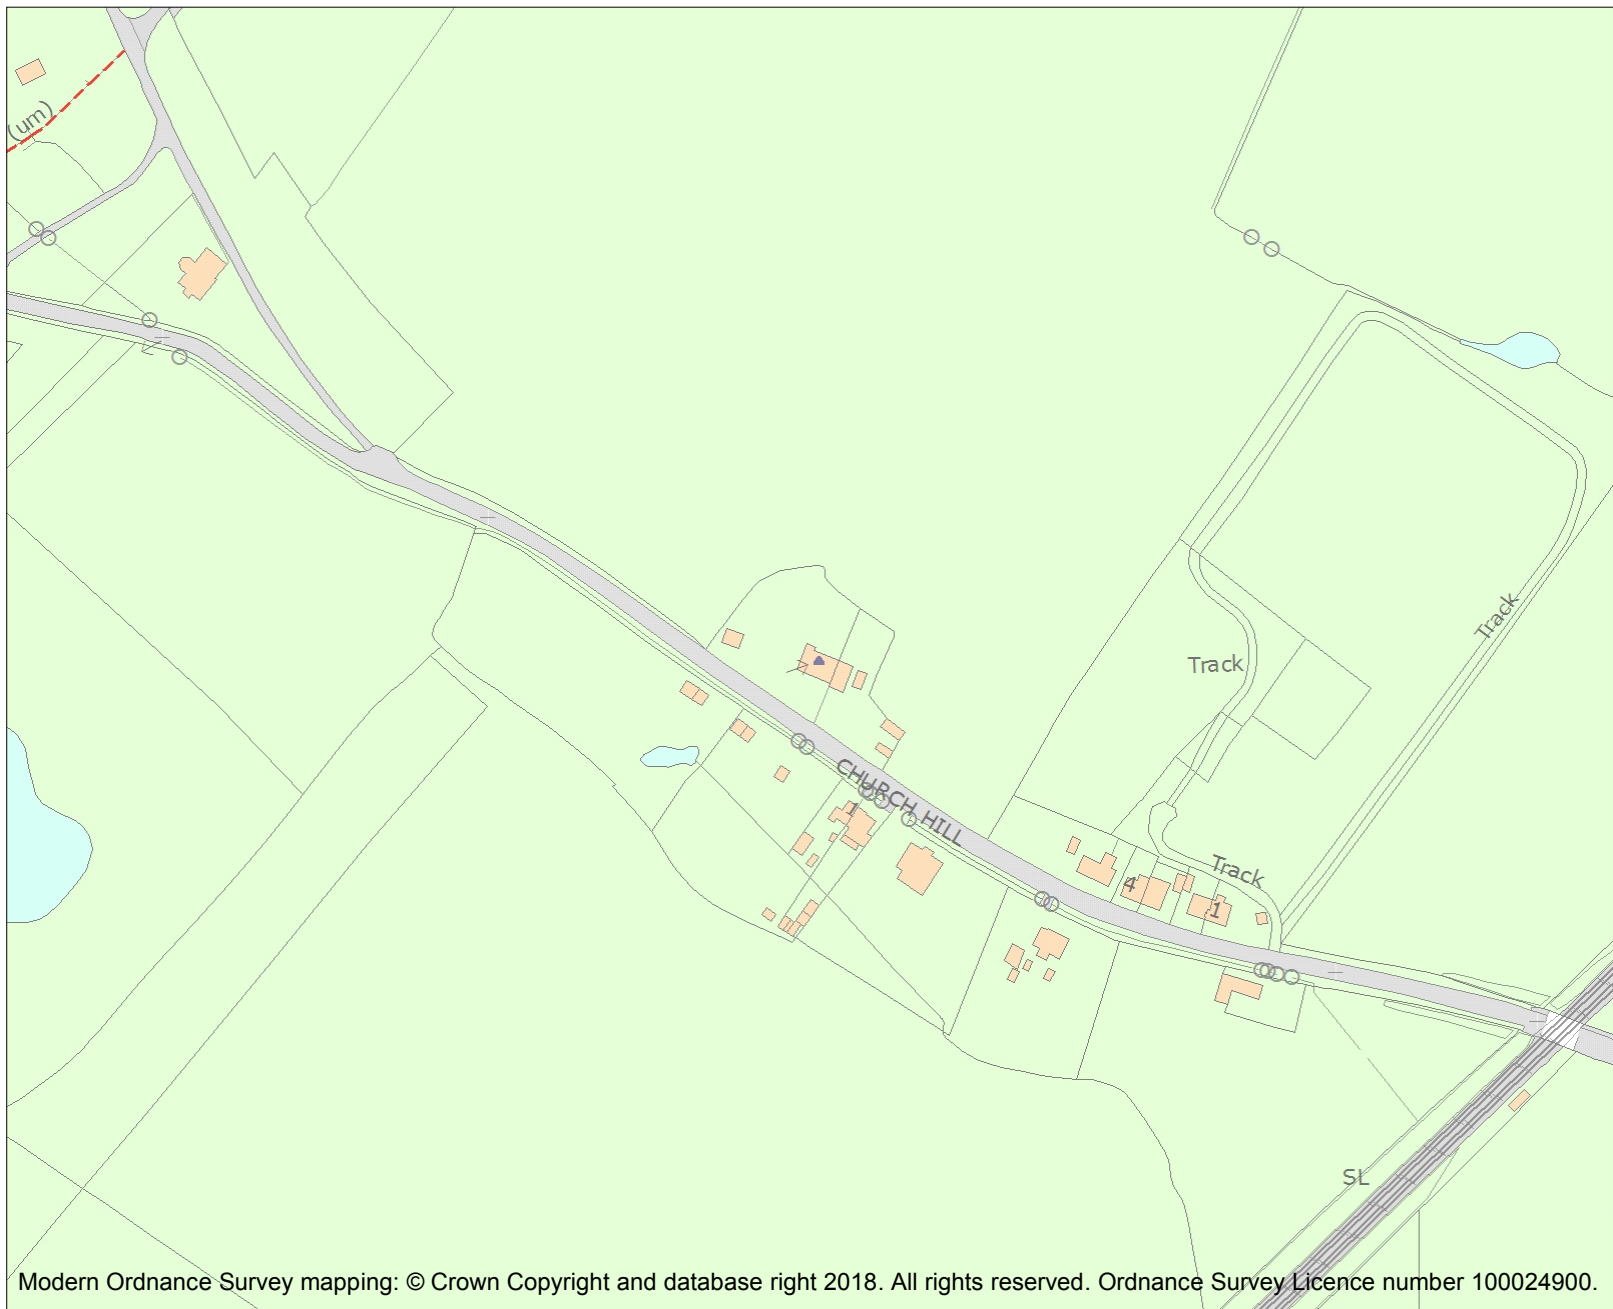 (um)
Track
Track
CHURCH HILL
1
Track
4
1
SL
Modern Ordnance Survey mapping: © Crown Copyright and database right 2018. All rights reserved. Ordnance Survey Licence number 100024900.